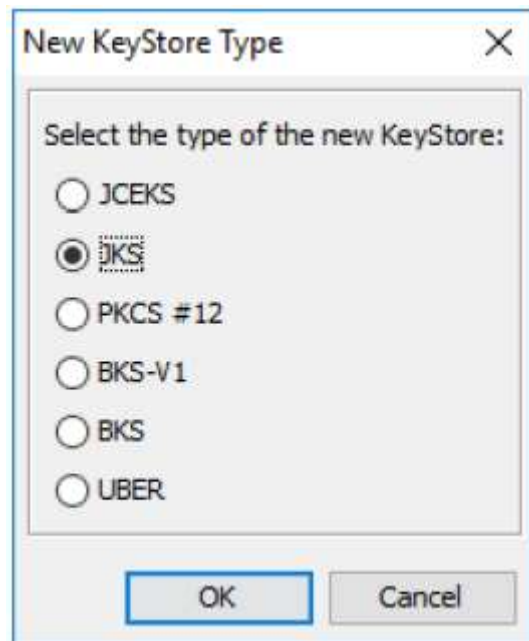 New KeyStore Type
Select the type of the new KeyStore:
JCEKS
JKS
PKCS #12
BKS-V1
BKS
UBER
OK Cancel